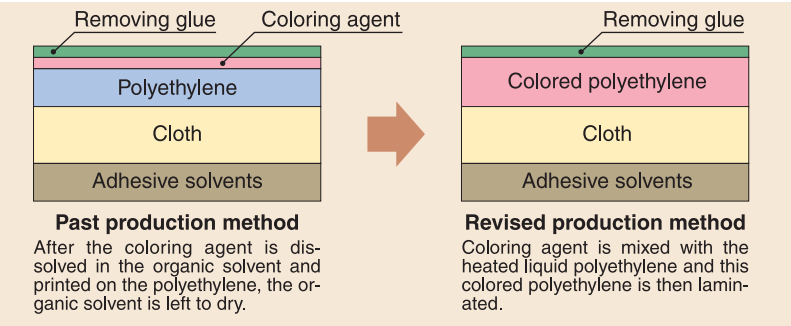 Removing glue
Coloring agent
Polyethylene
Cloth
Adhesive solvents
Past production method
After the coloring agent is dis-
solved in the organic solvent and
printed on the polyethylene, the or-
ganic solvent is left to dry.
Removing glue
Colored polyethylene
Cloth
Adhesive solvents
Revised production method
Coloring agent is mixed with the
heated liquid polyethylene and this
colored polyethylene is then lamin-
ated.